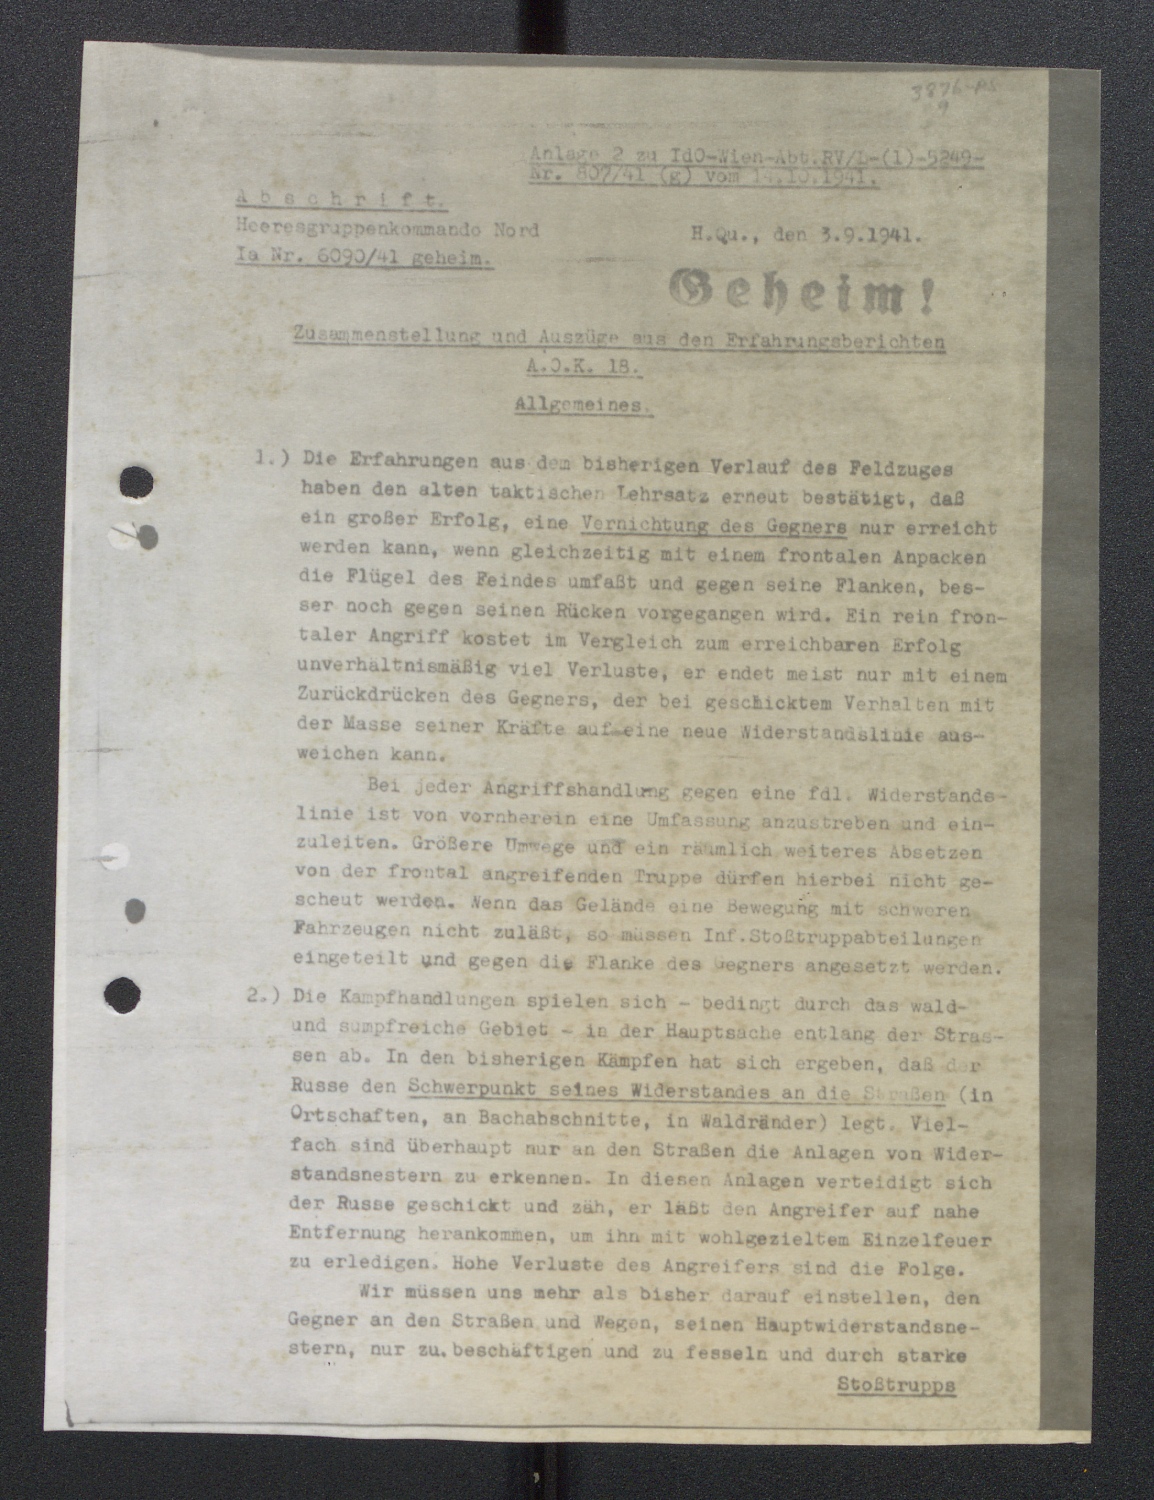 3876-PS
9
Anlage 2 zu IdO-Wien-Abt.RV/L-(1)-5249-
Nr. 807/41 (g) vom 14.10.1941.
Abschrift.
Heeresgruppenkommando Nord
H.Qu., den 3.9.1941.
Ia Nr. 6090/41 geheim.
Geheim!
Zusammenstellung und Auszüge aus den Erfahrungsberichten
A.O.K. 18.
Allgemeines.
1.) Die Erfahrungen aus dem bisherigen Verlauf des Feldzuges
haben den alten taktischen Lehrsatz erneut bestätigt, daß
ein großer Erfolg, eine Vernichtung des Gegners nur erreicht
werden kann, wenn gleichzeitig mit einem frontalen Anpacken
die Flügel des Feindes umfaßt und gegen seine Flanken, bes-
ser noch gegen seinen Rücken vorgegangen wird. Ein rein fron-
taler Angriff kostet im Vergleich zum erreichbaren Erfolg
unverhältnismäßig viel Verluste, er endet meist nur mit einem
Zurückdrücken des Gegners, der bei geschicktem Verhalten mit
der Masse seiner Kräfte auf eine neue Widerstandslinie aus-
weichen kann.
Bei jeder Angriffshandlung gegen eine fdl. Widerstands-
linie ist von vornherein eine Umfassung anzustreben und ein-
zuleiten. Größere Umwege und ein räumlich weiteres Absetzen
von der frontal angreifenden Truppe dürfen hierbei nicht ge-
scheut werden. Wenn das Gelände eine Bewegung mit schweren
Fahrzeugen nicht zuläßt, so müssen Inf.Stoßtruppabteilungen
eingeteilt und gegen die Flanke des Gegners angesetzt werden.
2.) Die Kampfhandlungen spielen sich - bedingt durch das wald-
und sumpfreiche Gebiet - in der Hauptsache entlang der Stras-
sen ab. In den bisherigen Kämpfen hat sich ergeben, daß der
Russe den Schwerpunkt seines Widerstandes an die Straßen (in
Ortschaften, an Bachabschnitte, in Waldränder) legt. Viel-
fach sind überhaupt nur an den Straßen die Anlagen von Wider-
standsnestern zu erkennen. In diesen Anlagen verteidigt sich
der Russe geschickt und zäh, er läßt den Angreifer auf nahe
Entfernung herankommen, um ihn mit wohlgezieltem Einzelfeuer
zu erledigen. Hohe Verluste des Angreifers sind die Folge.
Wir müssen uns mehr als bisher darauf einstellen, den
Gegner an den Straßen und Wegen, seinen Hauptwiderstandsne-
stern, nur zu beschäftigen und zu fesseln und durch starke
Stoßtrupps